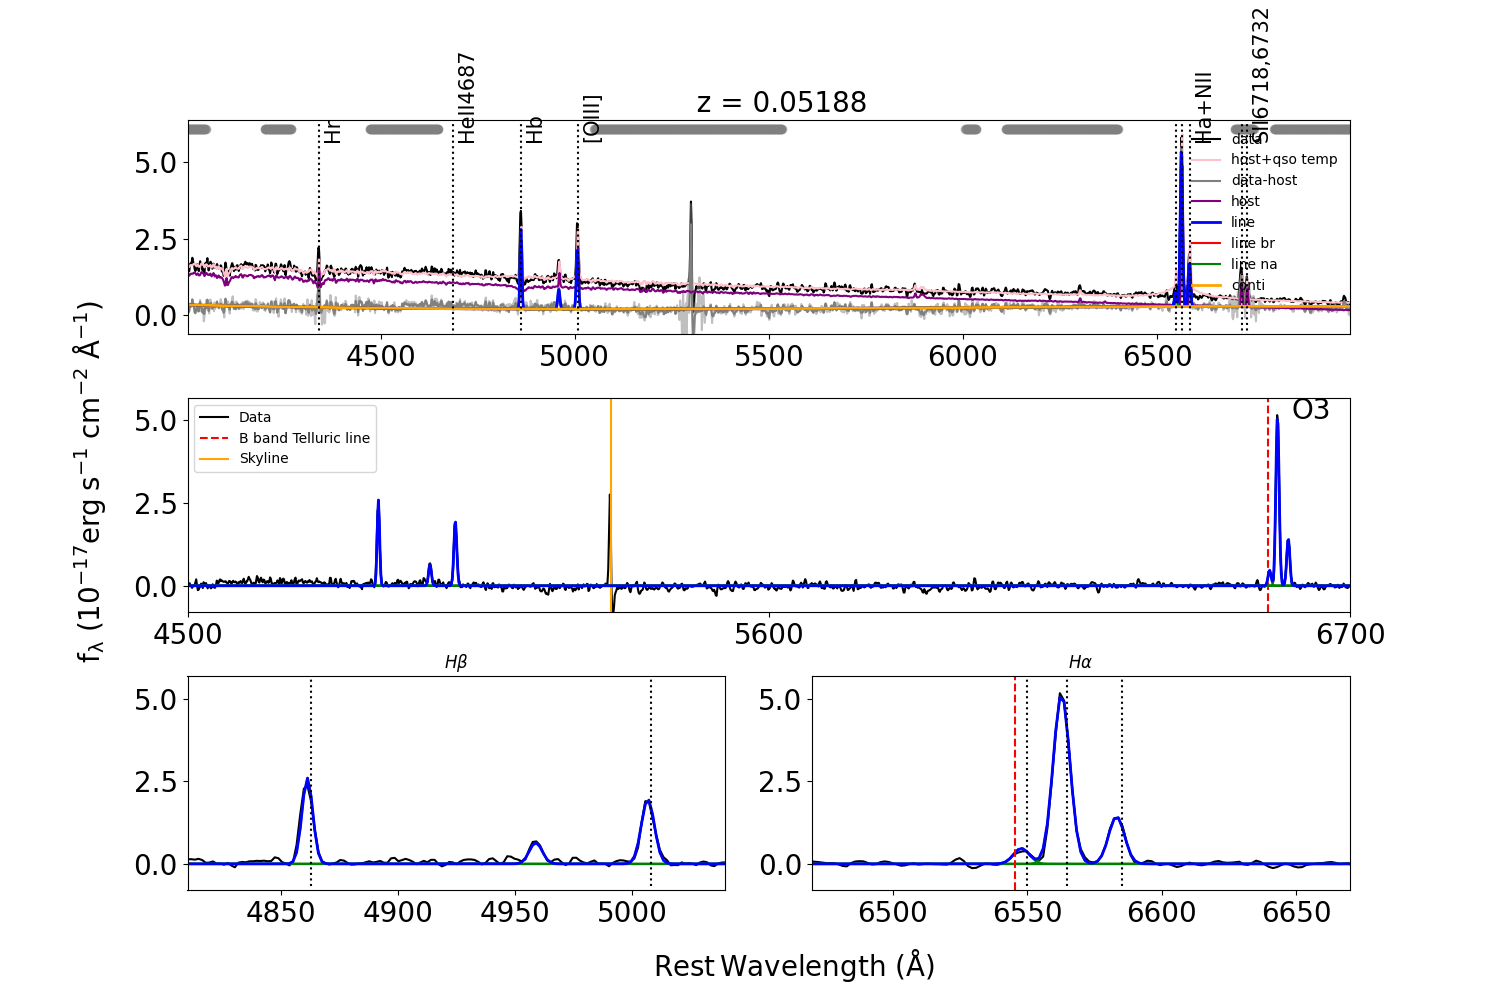 z = 0.05188
Hr
HeII4687
Hb
[OIII]
Ha+NII
SII6718,6732
data
host+qso temp
data-host
host
line
line br
line na
conti
5.0
2.5
0.0
4500 5000 5500 6000 6500
fλ (10⁻¹⁷erg s⁻¹ cm⁻² Å⁻¹)
Data
B band Telluric line
Skyline
O3
5.0
2.5
0.0
4500 5600 6700
Hβ
5.0
2.5
0.0
4850 4900 4950 5000
Hα
5.0
2.5
0.0
6500 6550 6600 6650
Rest Wavelength (Å)